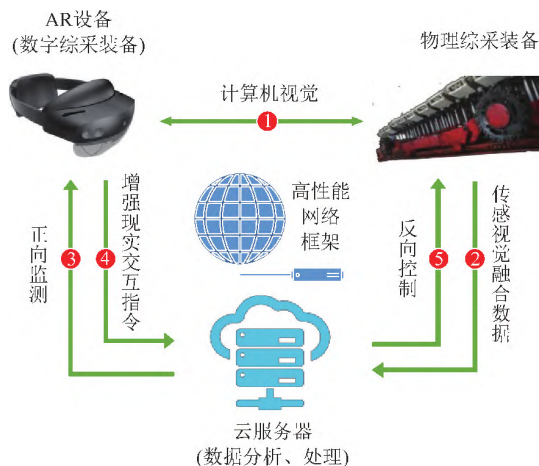 AR设备
(数字综采装备)
物理综采装备
计算机视觉
1
高性能
网络
框架
正向监测
3
4
增强现实交互指令
反向控制
5
2
传感视觉融合数据
云服务器
(数据分析、处理)